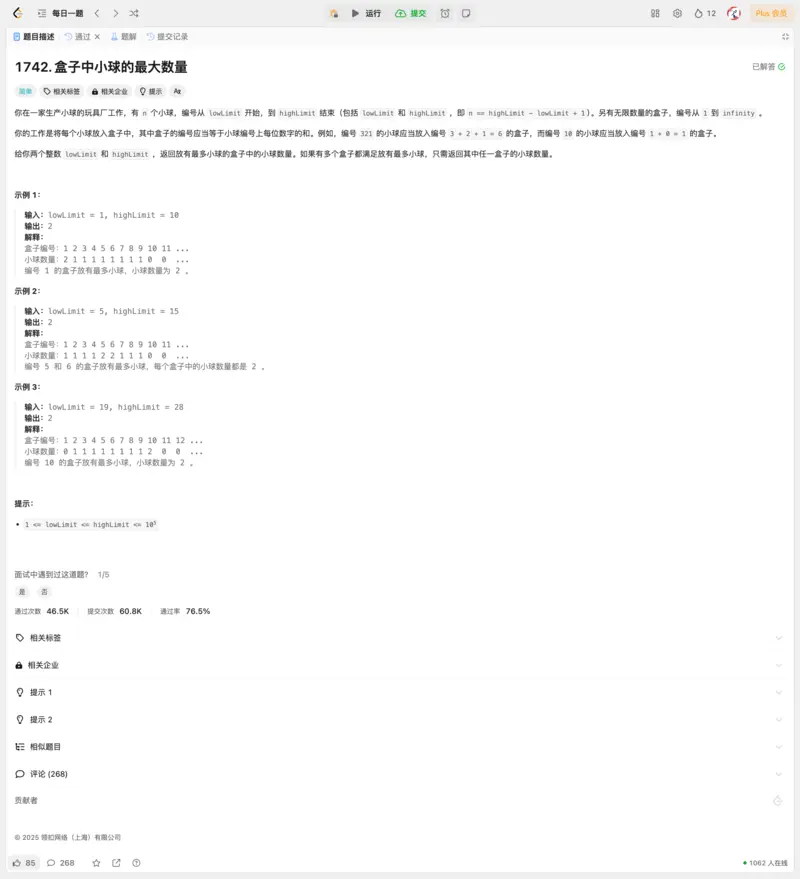 每日一题 运行 提交 12 Plus 会员
题目描述 通过 题解 提交记录
1742. 盒子中小球的最大数量 已解答
简单 相关标签 相关企业 提示 Aa
你在一家生产小球的玩具厂工作，有 n 个小球，编号从 lowLimit 开始，到 highLimit 结束（包括 lowLimit 和 highLimit ，即 n == highLimit - lowLimit + 1）。另有无限数量的盒子，编号从 1 到 infinity 。
你的工作是将每个小球放入盒子中，其中盒子的编号应当等于小球编号上每位数字的和。例如，编号 321 的小球应当放入编号 3 + 2 + 1 = 6 的盒子，而编号 10 的小球应当放入编号 1 + 0 = 1 的盒子。
给你两个整数 lowLimit 和 highLimit ，返回放有最多小球的盒子中的小球数量。如果有多个盒子都满足放有最多小球，只需返回其中任一盒子的小球数量。
示例 1：
输入：lowLimit = 1, highLimit = 10
输出：2
解释：
盒子编号：1 2 3 4 5 6 7 8 9 10 11 ...
小球数量：2 1 1 1 1 1 1 1 1 0 0 ...
编号 1 的盒子放有最多小球，小球数量为 2 。
示例 2：
输入：lowLimit = 5, highLimit = 15
输出：2
解释：
盒子编号：1 2 3 4 5 6 7 8 9 10 11 ...
小球数量：1 1 1 1 2 2 1 1 1 0 0 ...
编号 5 和 6 的盒子放有最多小球，每个盒子中的小球数量都是 2 。
示例 3：
输入：lowLimit = 19, highLimit = 28
输出：2
解释：
盒子编号：1 2 3 4 5 6 7 8 9 10 11 12 ...
小球数量：0 1 1 1 1 1 1 1 1 2 0 0 ...
编号 10 的盒子放有最多小球，小球数量为 2 。
提示：
• 1 <= lowLimit <= highLimit <= 10⁵
面试中遇到过这道题? 1/5
是 否
通过次数 46.5K 提交次数 60.8K 通过率 76.5%
相关标签
相关企业
提示 1
提示 2
相似题目
评论 (268)
贡献者
© 2025 领扣网络（上海）有限公司
85 268 1062 人在线